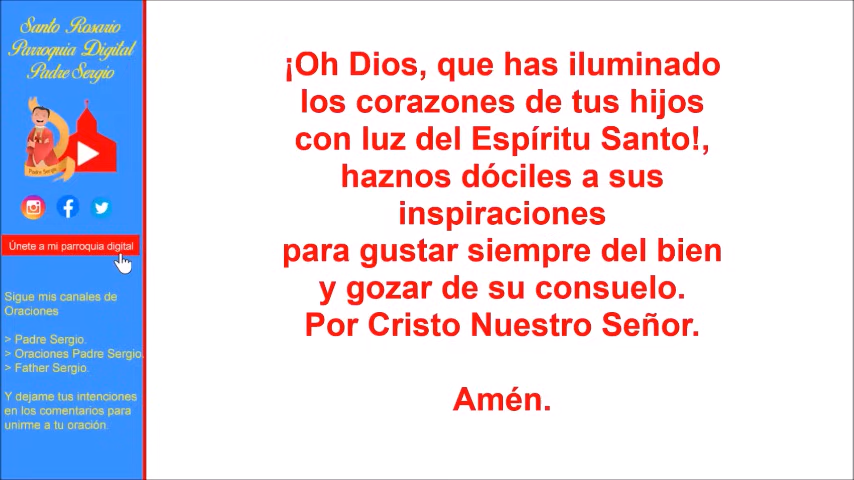 Santo Rosario
Parroquia Digital
Padre Sergio
Padre Sergio
Únete a mi parroquia digital
Sigue mis canales de
Oraciones
> Padre Sergio.
> Oraciones Padre Sergio.
> Father Sergio.
Y dejame tus intenciones
en los comentarios para
unirme a tu oración.
¡Oh Dios, que has iluminado
los corazones de tus hijos
con luz del Espíritu Santo!,
haznos dóciles a sus
inspiraciones
para gustar siempre del bien
y gozar de su consuelo.
Por Cristo Nuestro Señor.
Amén.